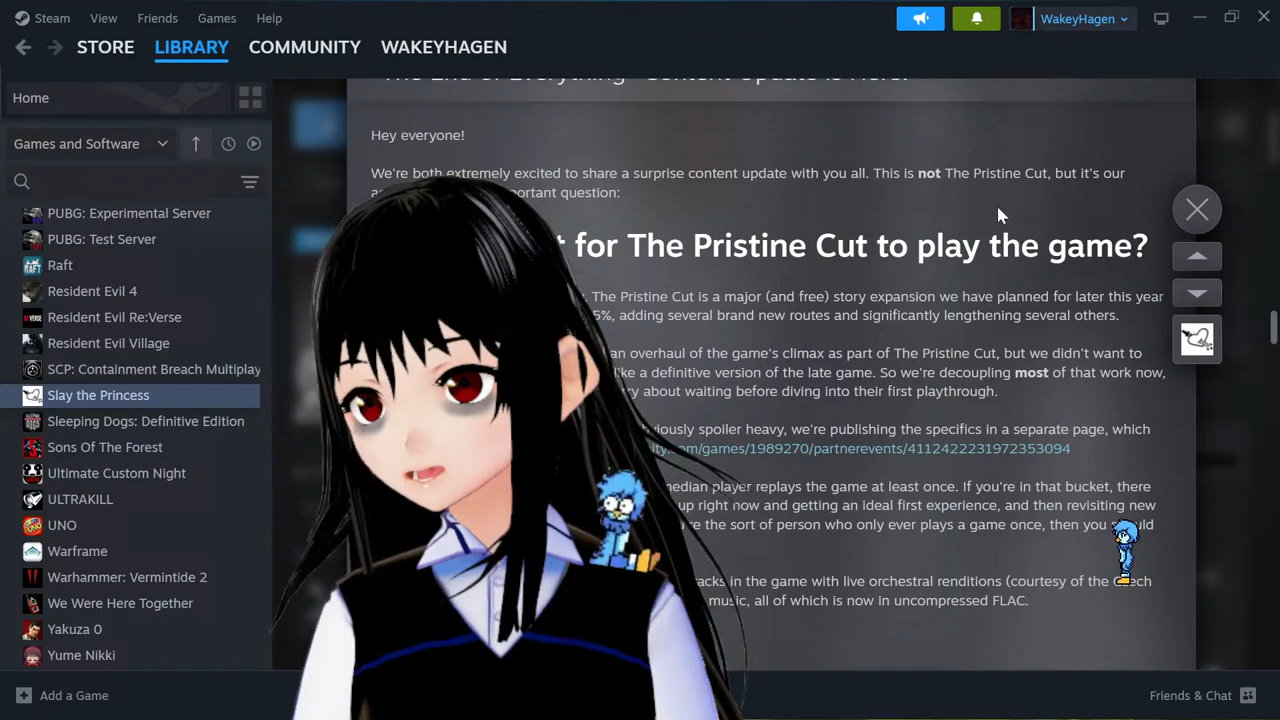 Steam View Friends Games Help WakeyHagen
STORE LIBRARY COMMUNITY WAKEYHAGEN
The End of Everything - Content Update is Here!
Home
Games and Software
PUBG: Experimental Server
PUBG: Test Server
Raft
Resident Evil 4
Resident Evil Re:Verse
Resident Evil Village
SCP: Containment Breach Multiplay
Slay the Princess
Sleeping Dogs: Definitive Edition
Sons Of The Forest
Ultimate Custom Night
ULTRAKILL
UNO
Warframe
Warhammer: Vermintide 2
We Were Here Together
Yakuza 0
Yume Nikki
Hey everyone!
We're both extremely excited to share a surprise content update with you all. This is not The Pristine Cut, but it's our
portant question:
for The Pristine Cut to play the game?
The Pristine Cut is a major (and free) story expansion we have planned for later this year
5%, adding several brand new routes and significantly lengthening several others.
an overhaul of the game's climax as part of The Pristine Cut, but we didn't want to
like a definitive version of the late game. So we're decoupling most of that work now,
ry about waiting before diving into their first playthrough.
viously spoiler heavy, we're publishing the specifics in a separate page, which
ity.com/games/1989270/partnerevents/4112422231972353094
median player replays the game at least once. If you're in that bucket, there
up right now and getting an ideal first experience, and then revisiting new
re the sort of person who only ever plays a game once, then you should
racks in the game with live orchestral renditions (courtesy of the Czech
music, all of which is now in uncompressed FLAC.
Add a Game
Friends & Chat